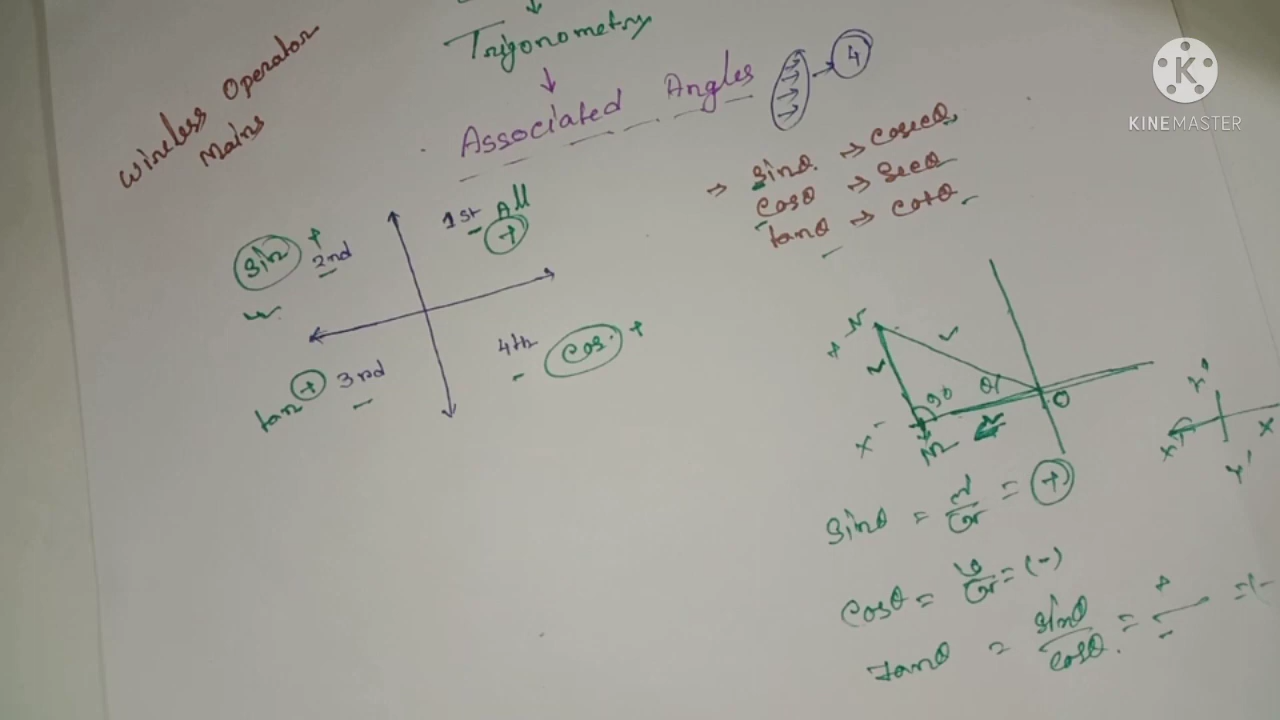 Wireless Operator
Mains
Trigonometry
Associated Angles
4
sinθ → cosecθ
cosθ → secθ
tanθ → cotθ
1st All
+
sin + 2nd
tan + 3rd
4th cos +
+
90
θ
O
X -
X
Y'
sinθ = = +
cosθ = = (-)
tanθ = sinθ/cosθ = +/- = (-
KINEMASTER